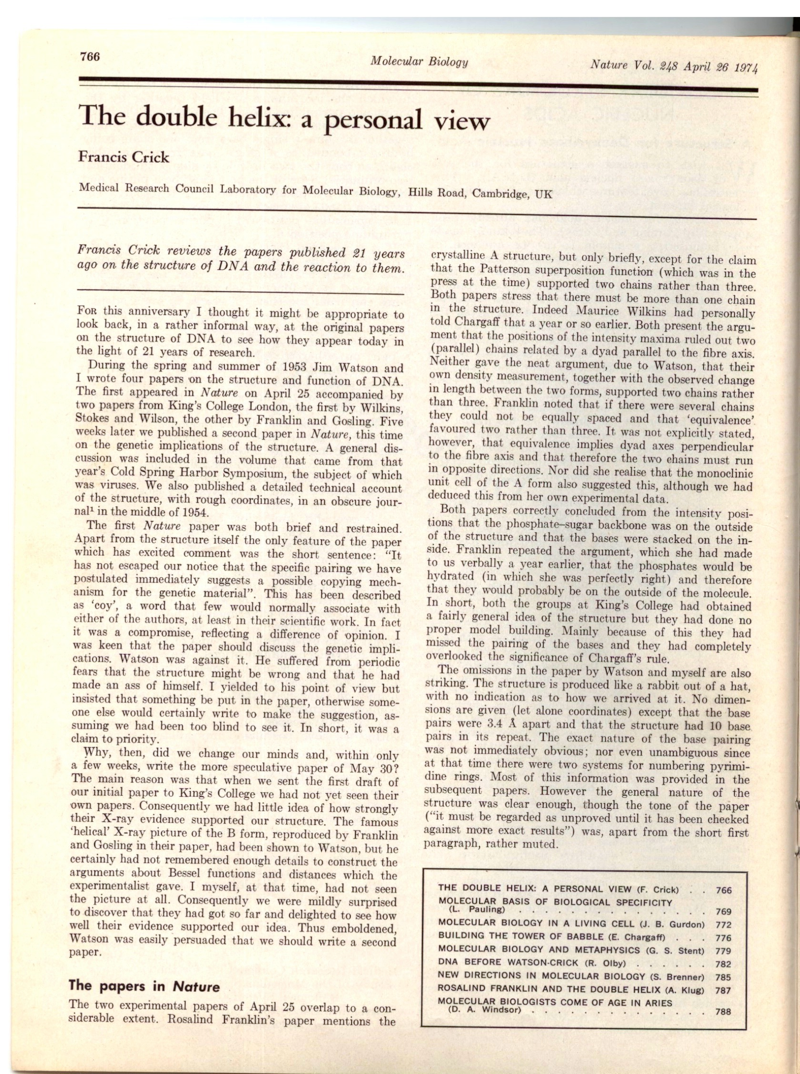 766
Molecular Biology
Nature Vol. 248 April 26 1974
The double helix: a personal view
Francis Crick
Medical Research Council Laboratory for Molecular Biology, Hills Road, Cambridge, UK
Francis Crick reviews the papers published 21 years
ago on the structure of DNA and the reaction to them.
FOR this anniversary I thought it might be appropriate to
look back, in a rather informal way, at the original papers
on the structure of DNA to see how they appear today in
the light of 21 years of research.
During the spring and summer of 1953 Jim Watson and
I wrote four papers on the structure and function of DNA.
The first appeared in Nature on April 25 accompanied by
two papers from King's College London, the first by Wilkins,
Stokes and Wilson, the other by Franklin and Gosling. Five
weeks later we published a second paper in Nature, this time
on the genetic implications of the structure. A general dis-
cussion was included in the volume that came from that
year's Cold Spring Harbor Symposium, the subject of which
was viruses. We also published a detailed technical account
of the structure, with rough coordinates, in an obscure jour-
nal¹ in the middle of 1954.
The first Nature paper was both brief and restrained.
Apart from the structure itself the only feature of the paper
which has excited comment was the short sentence: "It
has not escaped our notice that the specific pairing we have
postulated immediately suggests a possible copying mech-
anism for the genetic material". This has been described
as 'coy', a word that few would normally associate with
either of the authors, at least in their scientific work. In fact
it was a compromise, reflecting a difference of opinion. I
was keen that the paper should discuss the genetic impli-
cations. Watson was against it. He suffered from periodic
fears that the structure might be wrong and that he had
made an ass of himself. I yielded to his point of view but
insisted that something be put in the paper, otherwise some-
one else would certainly write to make the suggestion, as-
suming we had been too blind to see it. In short, it was a
claim to priority.
Why, then, did we change our minds and, within only
a few weeks, write the more speculative paper of May 30?
The main reason was that when we sent the first draft of
our initial paper to King's College we had not yet seen their
own papers. Consequently we had little idea of how strongly
their X-ray evidence supported our structure. The famous
'helical' X-ray picture of the B form, reproduced by Franklin
and Gosling in their paper, had been shown to Watson, but he
certainly had not remembered enough details to construct the
arguments about Bessel functions and distances which the
experimentalist gave. I myself, at that time, had not seen
the picture at all. Consequently we were mildly surprised
to discover that they had got so far and delighted to see how
well their evidence supported our idea. Thus emboldened,
Watson was easily persuaded that we should write a second
paper.
The papers in Nature
The two experimental papers of April 25 overlap to a con-
siderable extent. Rosalind Franklin's paper mentions the
crystalline A structure, but only briefly, except for the claim
that the Patterson superposition function (which was in the
press at the time) supported two chains rather than three.
Both papers stress that there must be more than one chain
in the structure. Indeed Maurice Wilkins had personally
told Chargaff that a year or so earlier. Both present the argu-
ment that the positions of the intensity maxima ruled out two
(parallel) chains related by a dyad parallel to the fibre axis.
Neither gave the neat argument, due to Watson, that their
own density measurement, together with the observed change
in length between the two forms, supported two chains rather
than three. Franklin noted that if there were several chains
they could not be equally spaced and that 'equivalence'
favoured two rather than three. It was not explicitly stated,
however, that equivalence implies dyad axes perpendicular
to the fibre axis and that therefore the two chains must run
in opposite directions. Nor did she realise that the monoclinic
unit cell of the A form also suggested this, although we had
deduced this from her own experimental data.
Both papers correctly concluded from the intensity posi-
tions that the phosphate–sugar backbone was on the outside
of the structure and that the bases were stacked on the in-
side. Franklin repeated the argument, which she had made
to us verbally a year earlier, that the phosphates would be
hydrated (in which she was perfectly right) and therefore
that they would probably be on the outside of the molecule.
In short, both the groups at King's College had obtained
a fairly general idea of the structure but they had done no
proper model building. Mainly because of this they had
missed the pairing of the bases and they had completely
overlooked the significance of Chargaff's rule.
The omissions in the paper by Watson and myself are also
striking. The structure is produced like a rabbit out of a hat,
with no indication as to how we arrived at it. No dimen-
sions are given (let alone coordinates) except that the base
pairs were 3.4 Å apart and that the structure had 10 base
pairs in its repeat. The exact nature of the base pairing
was not immediately obvious; nor even unambiguous since
at that time there were two systems for numbering pyrimi-
dine rings. Most of this information was provided in the
subsequent papers. However the general nature of the
structure was clear enough, though the tone of the paper
("it must be regarded as unproved until it has been checked
against more exact results") was, apart from the short first
paragraph, rather muted.
THE DOUBLE HELIX: A PERSONAL VIEW (F. Crick) . . 766
MOLECULAR BASIS OF BIOLOGICAL SPECIFICITY
(L. Pauling) . . . . . . . . . . . . . . . 769
MOLECULAR BIOLOGY IN A LIVING CELL (J. B. Gurdon) 772
BUILDING THE TOWER OF BABBLE (E. Chargaff) . . . 776
MOLECULAR BIOLOGY AND METAPHYSICS (G. S. Stent) 779
DNA BEFORE WATSON-CRICK (R. Olby) . . . . . . 782
NEW DIRECTIONS IN MOLECULAR BIOLOGY (S. Brenner) 785
ROSALIND FRANKLIN AND THE DOUBLE HELIX (A. Klug) 787
MOLECULAR BIOLOGISTS COME OF AGE IN ARIES
(D. A. Windsor) . . . . . . . . . . . . . . 788